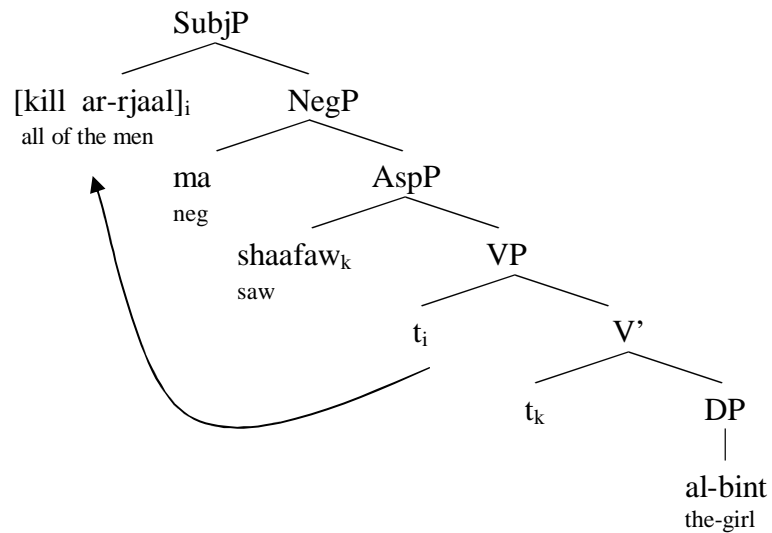 SubjP
[kill ar-rjaal]i NegP
all of the men
ma AspP
neg
shaafawk VP
saw
ti V’
tk DP
al-bint
the-girl